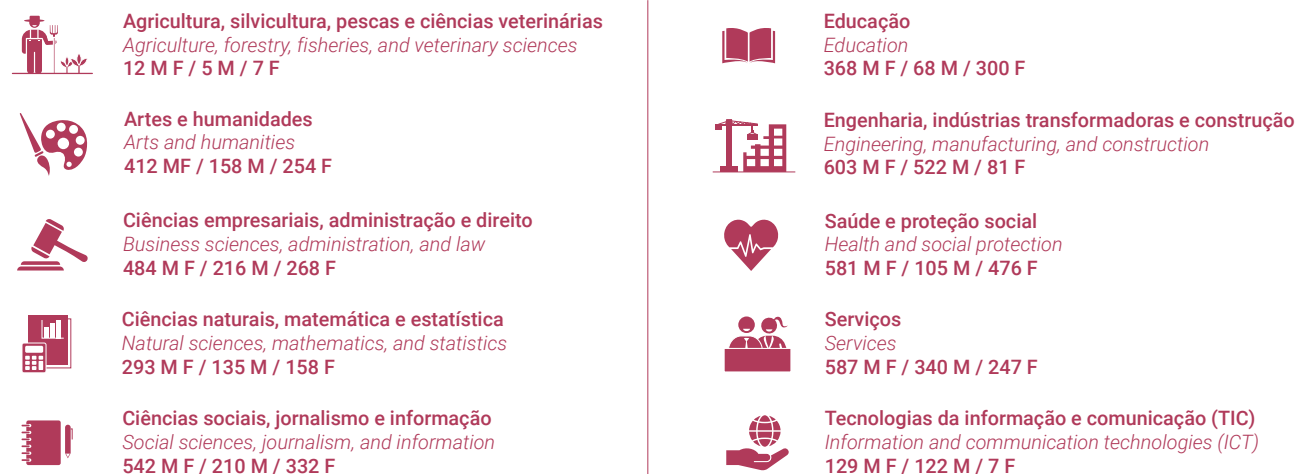 Agricultura, silvicultura, pescas e ciências veterinárias
Agriculture, forestry, fisheries, and veterinary sciences
12 M F / 5 M / 7 F
Artes e humanidades
Arts and humanities
412 MF / 158 M / 254 F
Ciências empresariais, administração e direito
Business sciences, administration, and law
484 M F / 216 M / 268 F
Ciências naturais, matemática e estatística
Natural sciences, mathematics, and statistics
293 M F / 135 M / 158 F
Ciências sociais, jornalismo e informação
Social sciences, journalism, and information
542 M F / 210 M / 332 F
Educação
Education
368 M F / 68 M / 300 F
Engenharia, indústrias transformadoras e construção
Engineering, manufacturing, and construction
603 M F / 522 M / 81 F
Saúde e proteção social
Health and social protection
581 M F / 105 M / 476 F
Serviços
Services
587 M F / 340 M / 247 F
Tecnologias da informação e comunicação (TIC)
Information and communication technologies (ICT)
129 M F / 122 M / 7 F